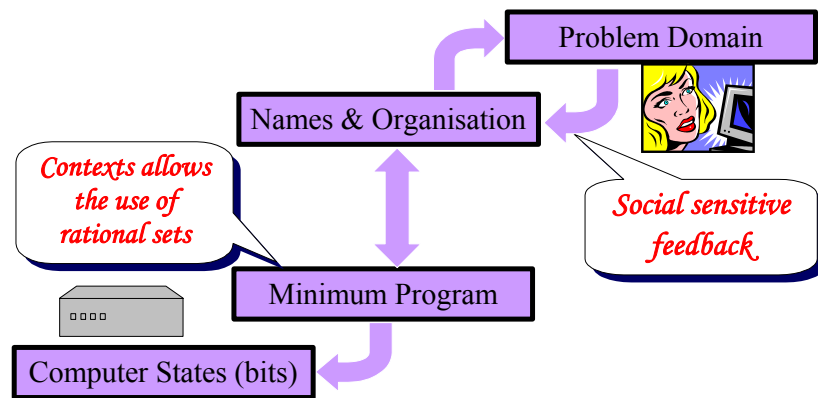 Problem Domain
Names & Organisation
Contexts allows
the use of
rational sets
Social sensitive
feedback
Minimum Program
Computer States (bits)